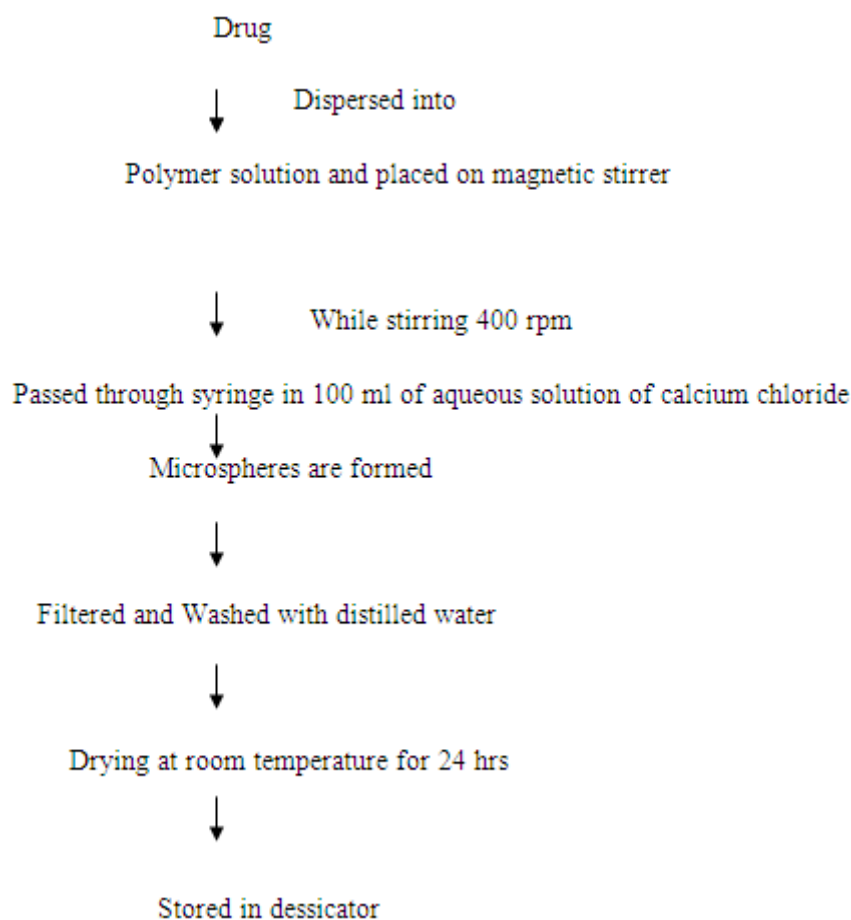 Drug
Dispersed into
Polymer solution and placed on magnetic stirrer
While stirring 400 rpm
Passed through syringe in 100 ml of aqueous solution of calcium chloride
Microspheres are formed
Filtered and Washed with distilled water
Drying at room temperature for 24 hrs
Stored in dessicator